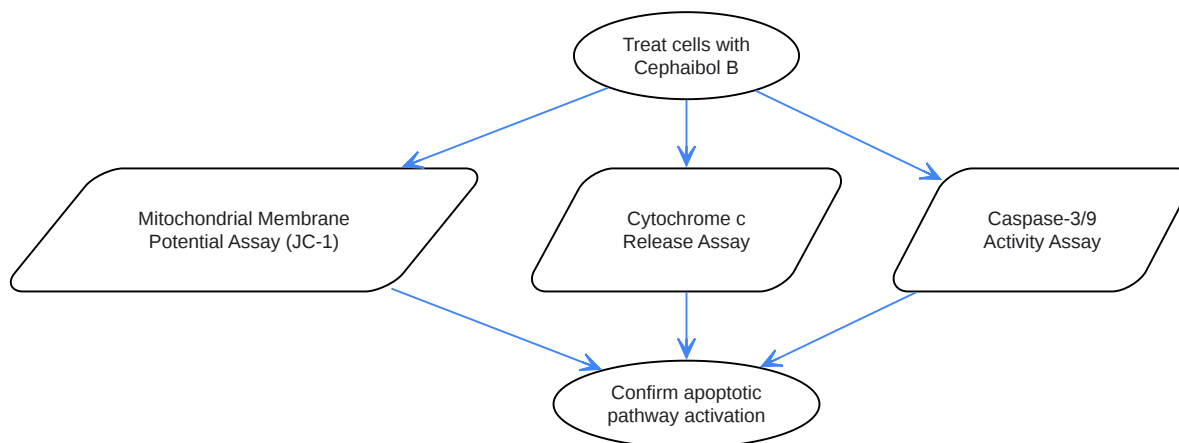 Treat cells with
Cephaibol B
Mitochondrial Membrane
Potential Assay (JC-1)
Cytochrome c
Release Assay
Caspase-3/9
Activity Assay
Confirm apoptotic
pathway activation